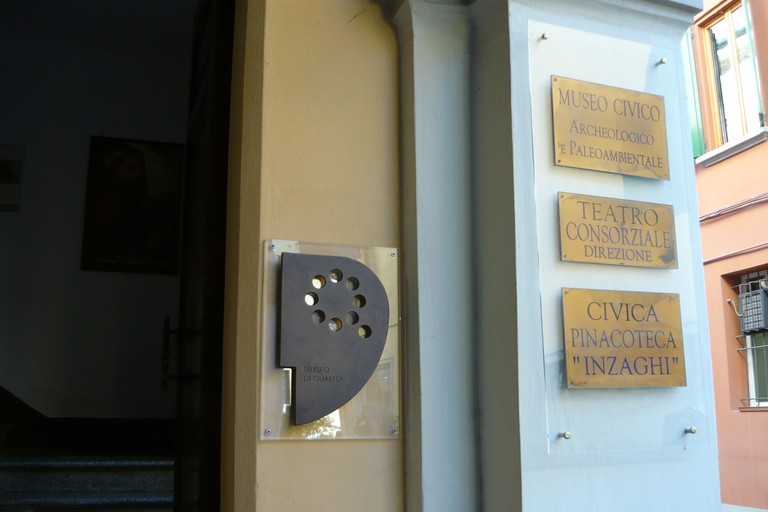 MUSEO
DI QUALITÀ
MUSEO CIVICO
ARCHEOLOGICO
E PALEOAMBIENTALE
TEATRO
CONSORZIALE
DIREZIONE
CIVICA
PINACOTECA
"INZAGHI"